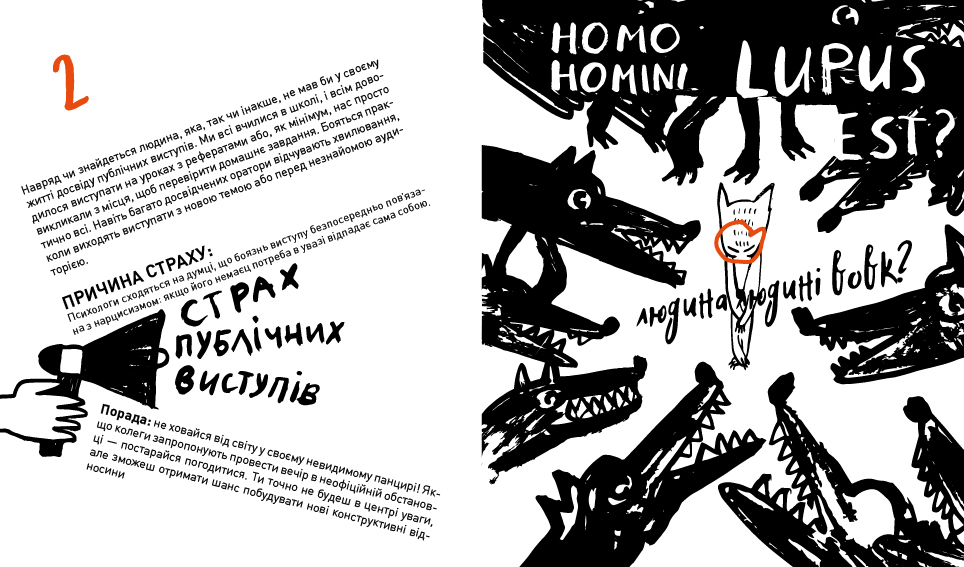 2
Навряд чи знайдеться людина, яка, так чи інакше, не мав би у своєму
житті досвіду публічних виступів. Ми всі вчилися в школі, і всім дово-
дилося виступати на уроках з рефератами або, як мінімум, нас просто
викликали з місця, щоб перевірити домашнє завдання. Бояться прак-
тично всі. Навіть багато досвідчених оратори відчувають хвилювання,
коли виходять виступати з новою темою або перед незнайомою ауди-
торією.
ПРИЧИНА СТРАХУ:
Психологи сходяться на думці, що боязнь виступу безпосередньо пов'яза-
на з нарцисизмом: якщо його немаєц потреба в увазі відпадає сама собою.
СТРАХ
ПУБЛІЧНИХ
ВИСТУПІВ
Порада: не ховайся від світу у своєму невидимому панцирі! Як-
що колеги запропонують провести вечір в неофіційній обстанов-
ці — постарайся погодитися. Ти точно не будеш в центрі уваги,
але зможеш отримати шанс побудувати нові конструктивні від-
носини
HOMO
HOMINI LUPUS
EST?
людина людині вовк?